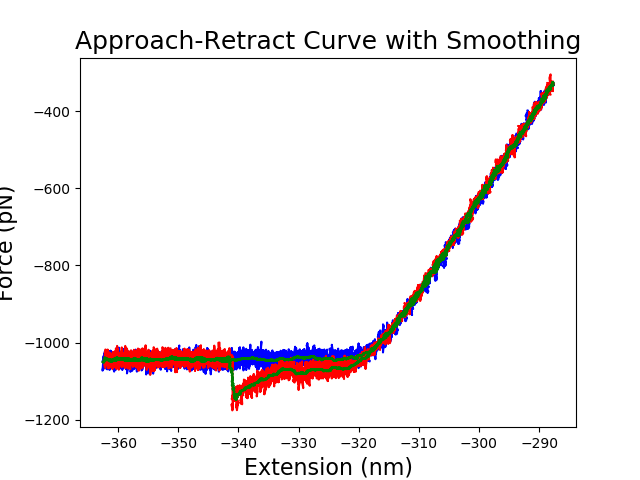 Approach-Retract Curve with Smoothing
Force (pN)
−400
−600
−800
−1000
−1200
−360 −350 −340 −330 −320 −310 −300 −290
Extension (nm)